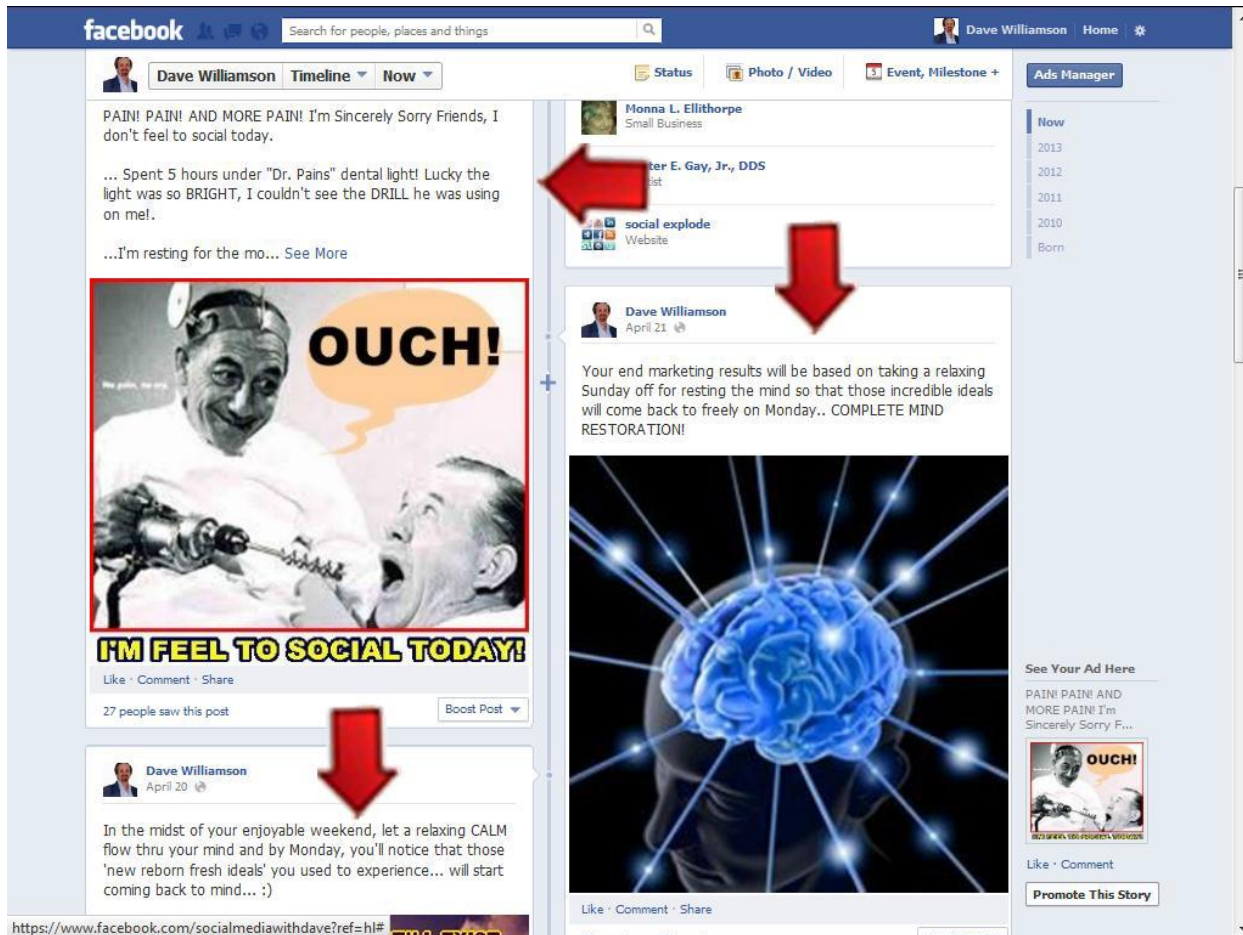 facebook
Search for people, places and things
Dave Williamson Home
Dave Williamson Timeline Now
Status Photo / Video 5 Event, Milestone +
Ads Manager
PAIN! PAIN! AND MORE PAIN! I'm Sincerely Sorry Friends, I
don't feel to social today.
... Spent 5 hours under "Dr. Pains" dental light! Lucky the
light was so BRIGHT, I couldn't see the DRILL he was using
on me!.
...I'm resting for the mo... See More
OUCH!
I'M FEEL TO SOCIAL TODAY!
Like · Comment · Share
27 people saw this post
Boost Post
Dave Williamson
April 20
In the midst of your enjoyable weekend, let a relaxing CALM
flow thru your mind and by Monday, you'll notice that those
'new reborn fresh ideals' you used to experience... will start
coming back to mind... :)
https://www.facebook.com/socialmediawithdave?ref=hl#
Monna L. Ellithorpe
Small Business
E. Gay, Jr., DDS
social explode
Website
Dave Williamson
April 21
Your end marketing results will be based on taking a relaxing
Sunday off for resting the mind so that those incredible ideals
will come back to freely on Monday.. COMPLETE MIND
RESTORATION!
Like · Comment · Share
Now
2013
2012
2011
2010
Born
See Your Ad Here
PAIN! PAIN! AND
MORE PAIN! I'm
Sincerely Sorry F...
OUCH!
I'M FEEL TO SOCIAL TODAY!
Like · Comment
Promote This Story